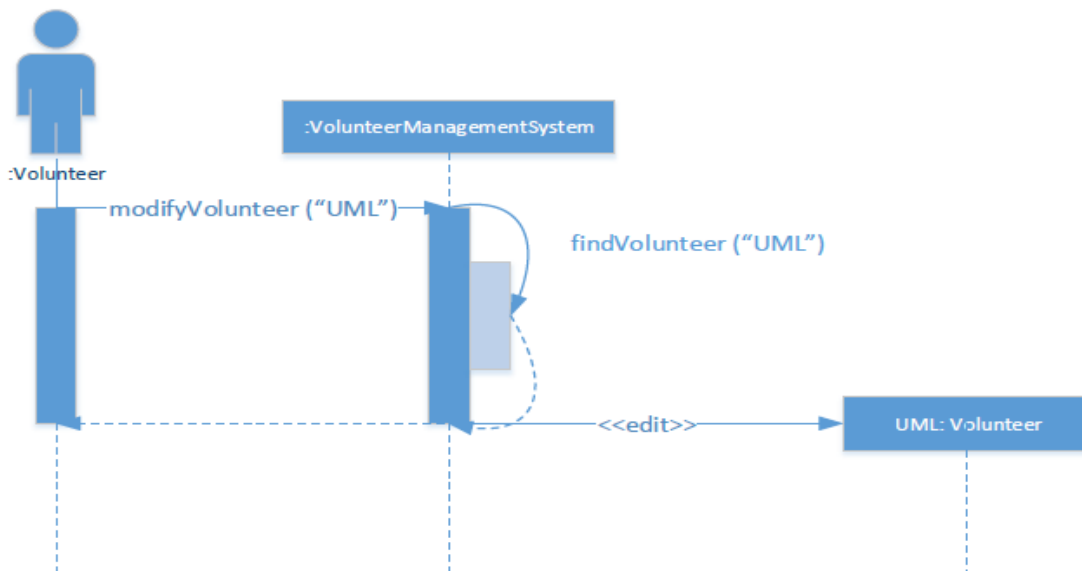 :VolunteerManagementSystem
:Volunteer
modifyVolunteer (“UML”)
findVolunteer (“UML”)
<<edit>>
UML: Volunteer